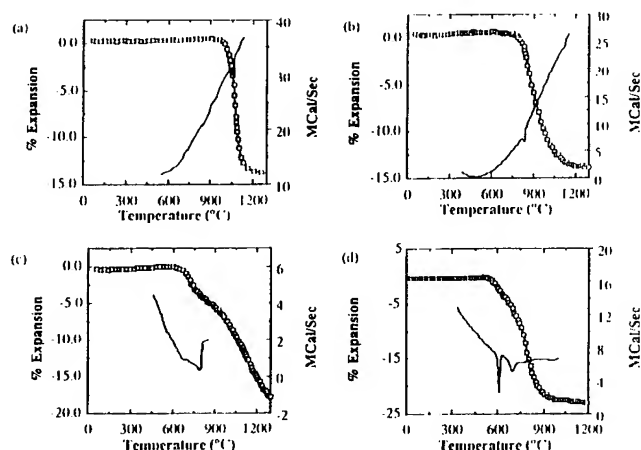 (a)
0.0
-5.0
-10.0
15.0
% Expansion
40
30
20
10
MCal/Sec
0 300 600 900 1200
Temperature (°C)
(b)
0.0
-5.0
-10.0
-15.0
% Expansion
30
25
20
15
10
5
0
MCal/Sec
0 300 600 900 1200
Temperature (°C)
(c)
0.0
-5.0
-10.0
-15.0
-20.0
% Expansion
6
4
2
0
-2
MCal/Sec
0 300 600 900 1200
Temperature (°C)
(d)
5
-5
-15
-25
% Expansion
20
16
12
8
4
0
MCal/Sec
0 300 600 900 1200
Temperature (°C)